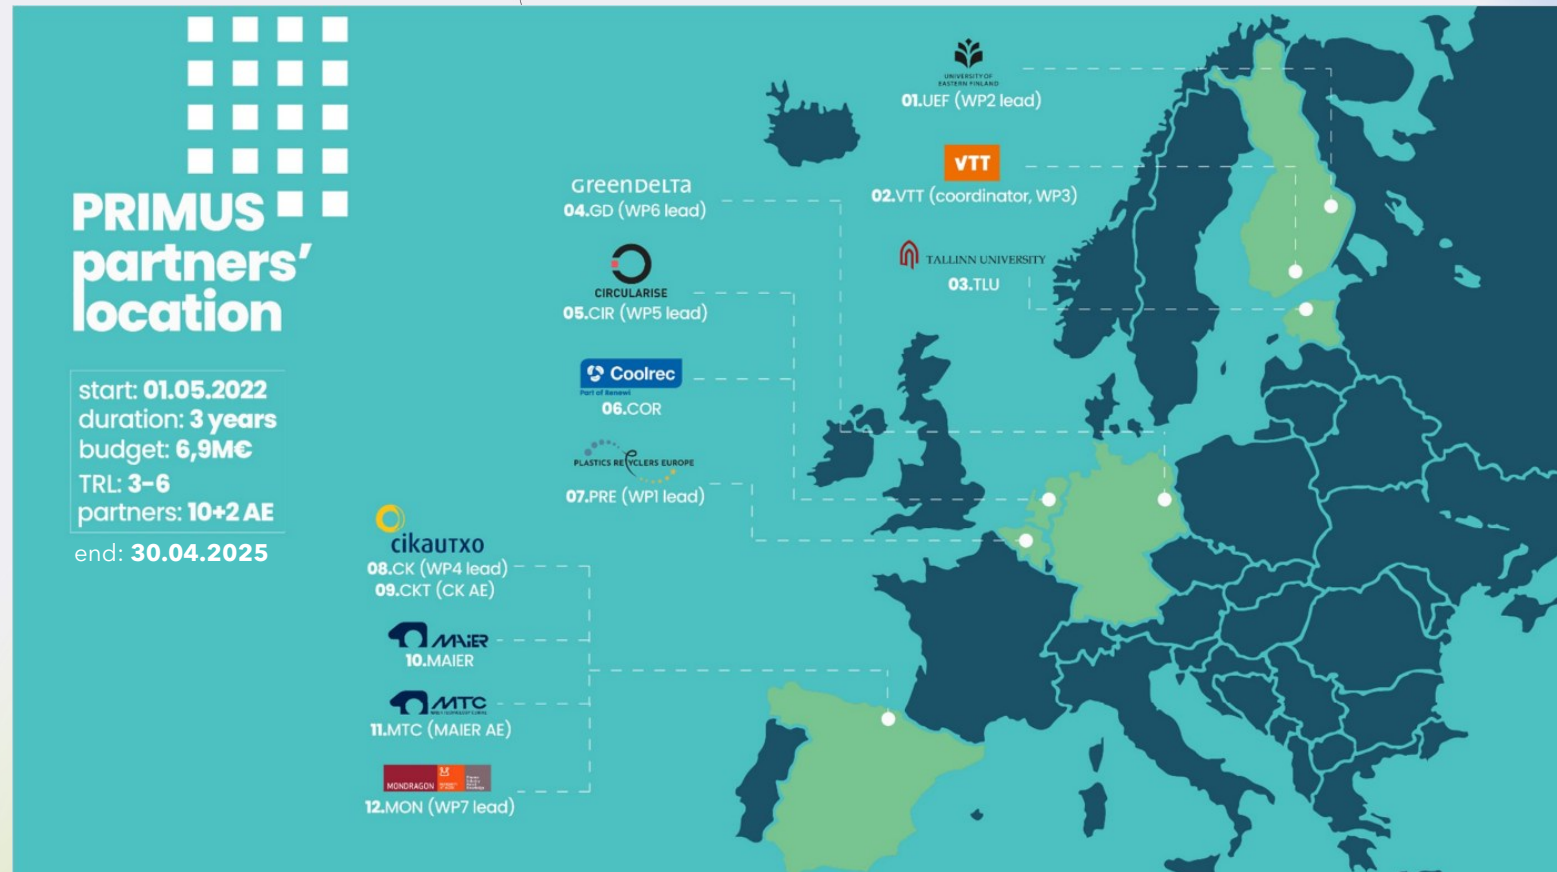 PRIMUS
partners’
location
start: 01.05.2022
duration: 3 years
budget: 6,9M€
TRL: 3-6
partners: 10+2 AE
end: 30.04.2025
UNIVERSITY OF
EASTERN FINLAND
01.UEF (WP2 lead)
VTT
02.VTT (coordinator, WP3)
TALLINN UNIVERSITY
03.TLU
GreenDeLTa
04.GD (WP6 lead)
CIRCULARISE
05.CIR (WP5 lead)
Coolrec
Part of Renewi
06.COR
PLASTICS RECYCLERS EUROPE
07.PRE (WP1 lead)
cikautxo
08.CK (WP4 lead)
09.CKT (CK AE)
MAIER
10.MAIER
MTC
11.MTC (MAIER AE)
MONDRAGON
12.MON (WP7 lead)